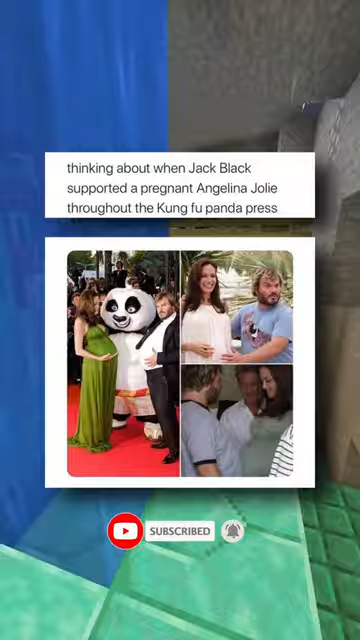 thinking about when Jack Black
supported a pregnant Angelina Jolie
throughout the Kung fu panda press
SUBSCRIBED